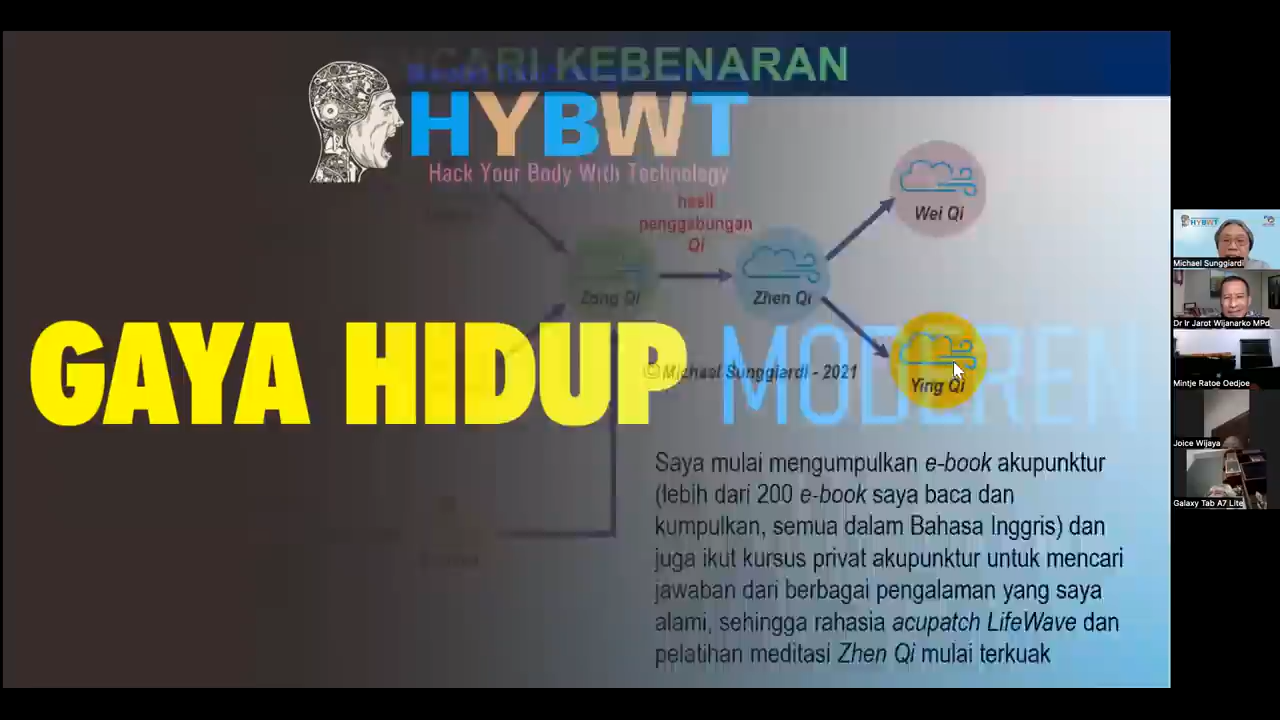 CARI KEBENARAN
HYBWT
Hack Your Body With Technology
hasil
penggabungan
Qi
Wei Qi
Zong Qi
Zhen Qi
GAYA HIDUP MODEREN
©Michael Sunggiardi - 2021
Ying Qi
Saya mulai mengumpulkan e-book akupunktur
(lebih dari 200 e-book saya baca dan
kumpulkan, semua dalam Bahasa Inggris) dan
juga ikut kursus privat akupunktur untuk mencari
jawaban dari berbagai pengalaman yang saya
alami, sehingga rahasia acupatch LifeWave dan
pelatihan meditasi Zhen Qi mulai terkuak
HYBWT
Michael Sunggiardi
Dr Ir Jarot Wijanarko MPd
Mintje Ratoe Oedjoe
Joice Wijaya
Galaxy Tab A7 Lite